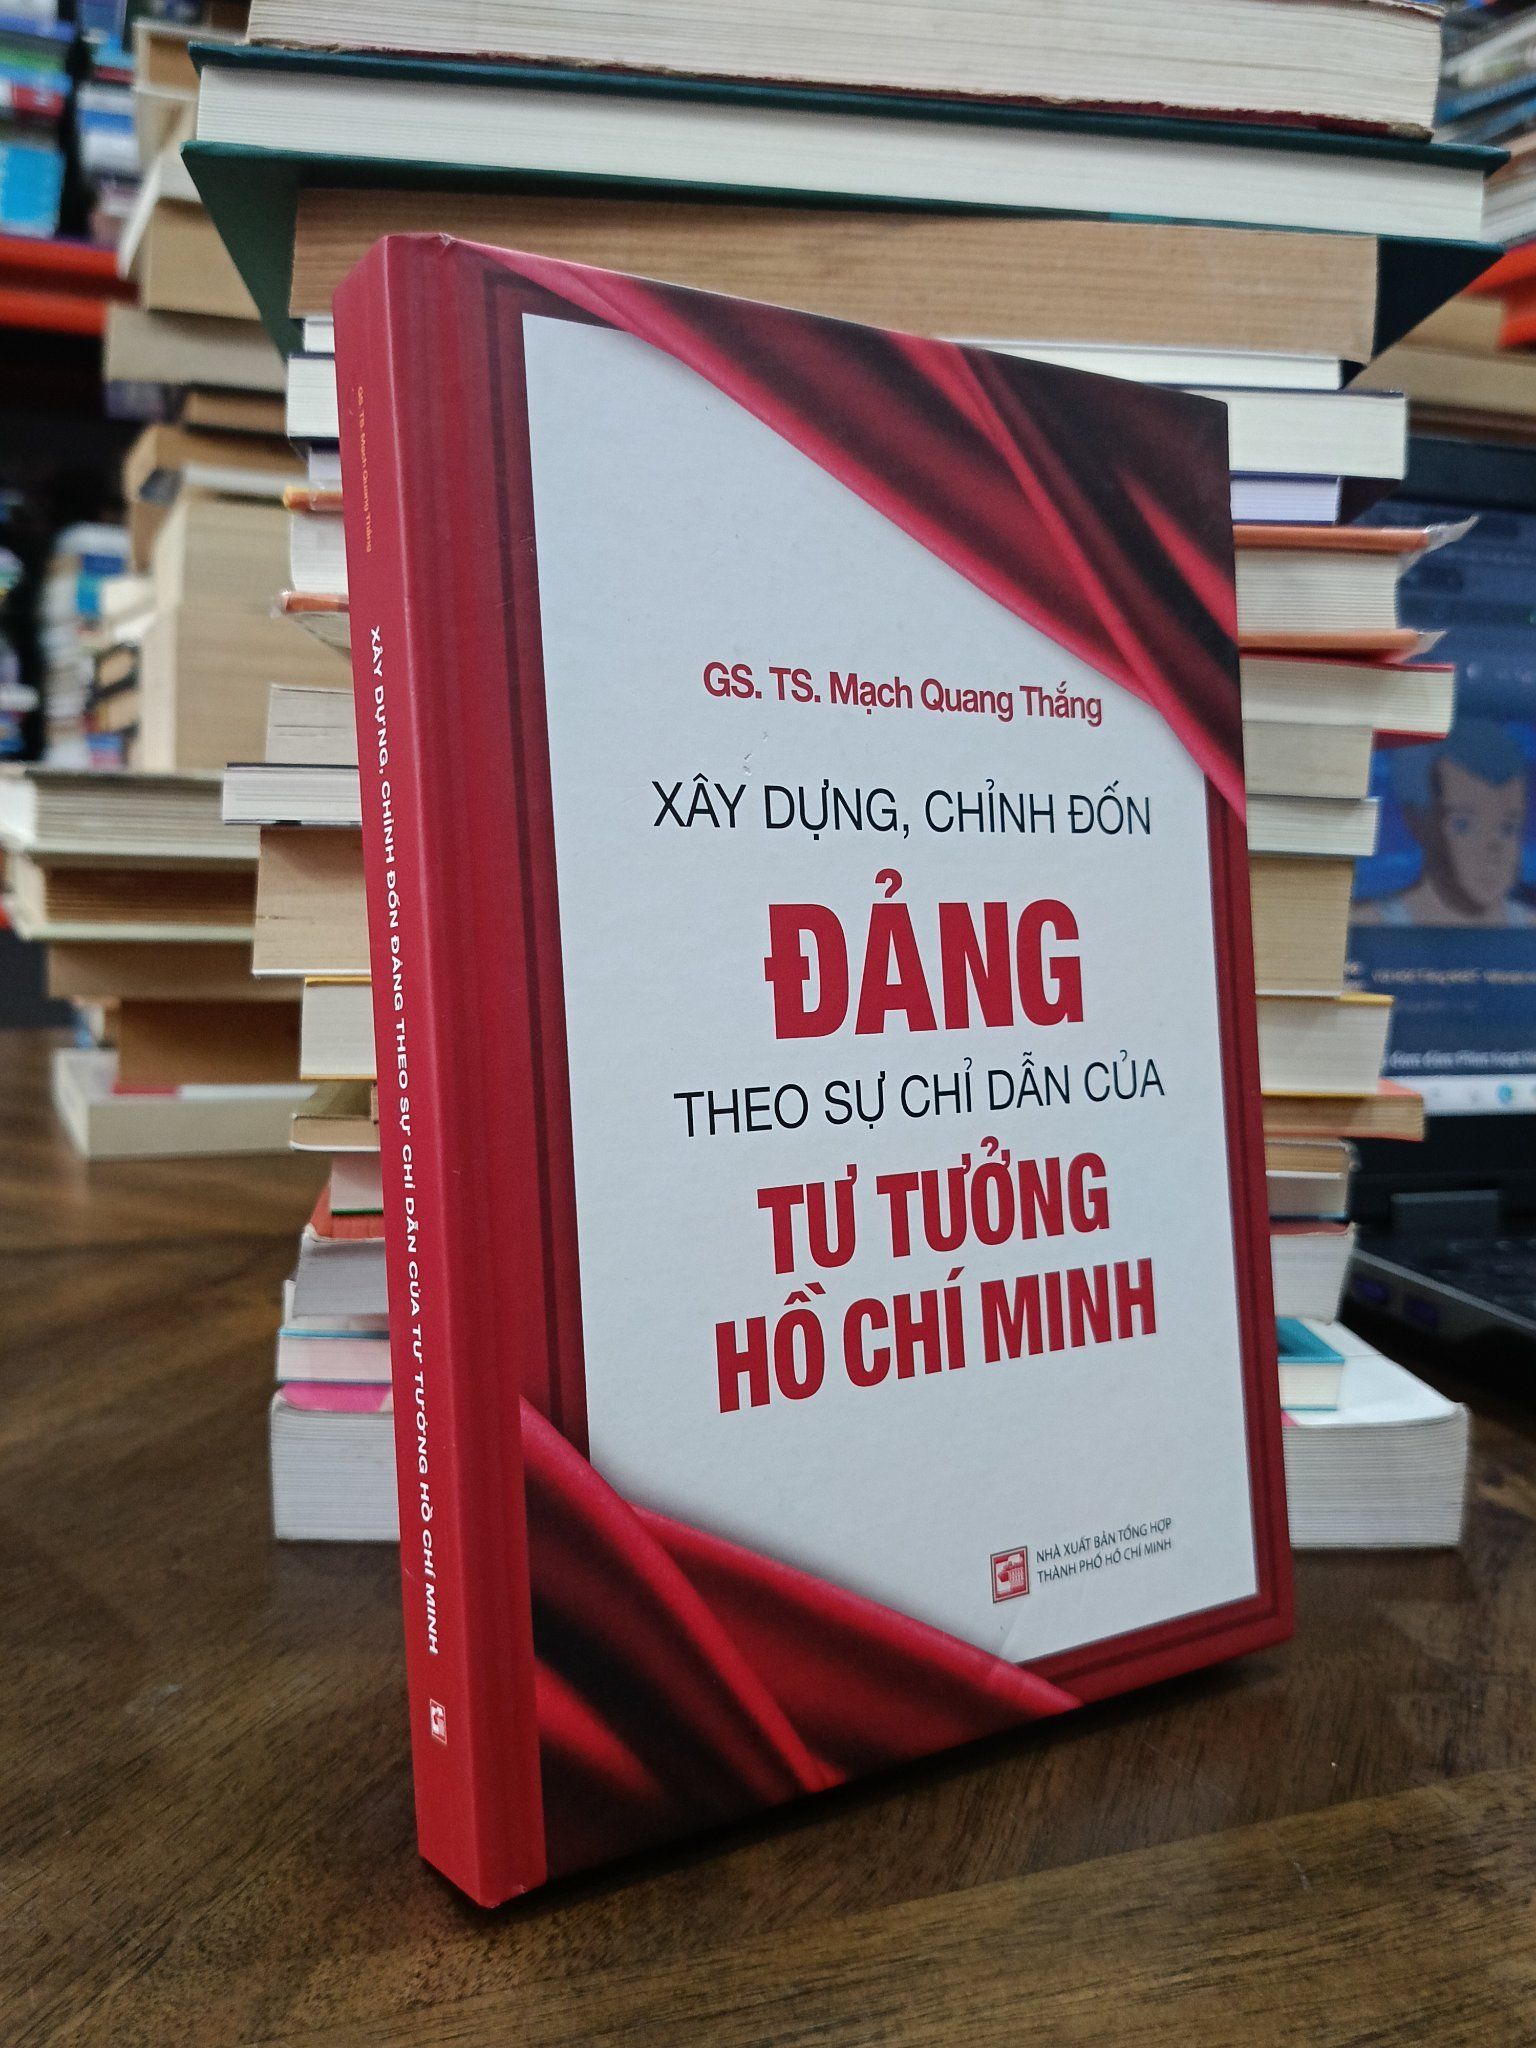 GS. TS. Mạch Quang Thắng
XÂY DỰNG, CHỈNH ĐỐN
ĐẢNG
THEO SỰ CHỈ DẪN CỦA
TƯ TƯỞNG
HỒ CHÍ MINH
NHÀ XUẤT BẢN TỔNG HỢP
THÀNH PHỐ HỒ CHÍ MINH
GS. TS. Mạch Quang Thắng
XÂY DỰNG, CHỈNH ĐỐN ĐẢNG THEO SỰ CHỈ DẪN CỦA TƯ TƯỞNG HỒ CHÍ MINH